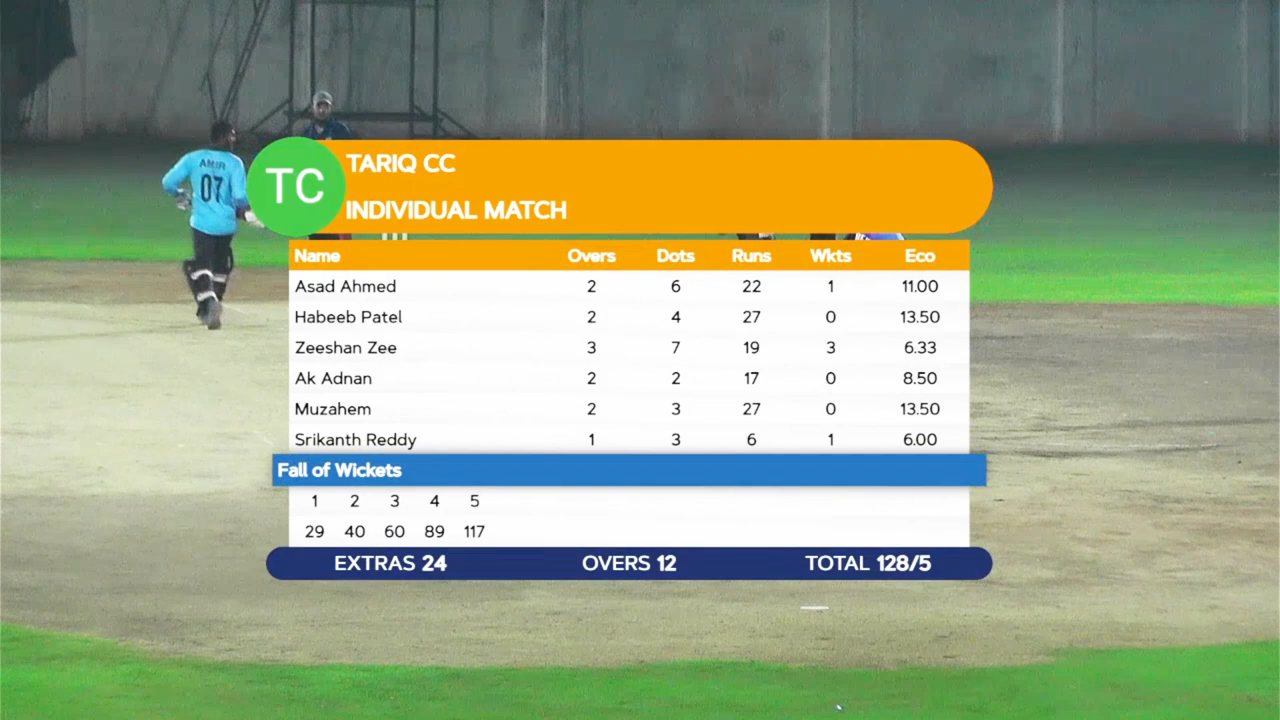 AMIR
07
TC
TARIQ CC
INDIVIDUAL MATCH
Name Overs Dots Runs Wkts Eco
Asad Ahmed 2 6 22 1 11.00
Habeeb Patel 2 4 27 0 13.50
Zeeshan Zee 3 7 19 3 6.33
Ak Adnan 2 2 17 0 8.50
Muzahem 2 3 27 0 13.50
Srikanth Reddy 1 3 6 1 6.00
Fall of Wickets
1 2 3 4 5
29 40 60 89 117
EXTRAS 24 OVERS 12 TOTAL 128/5